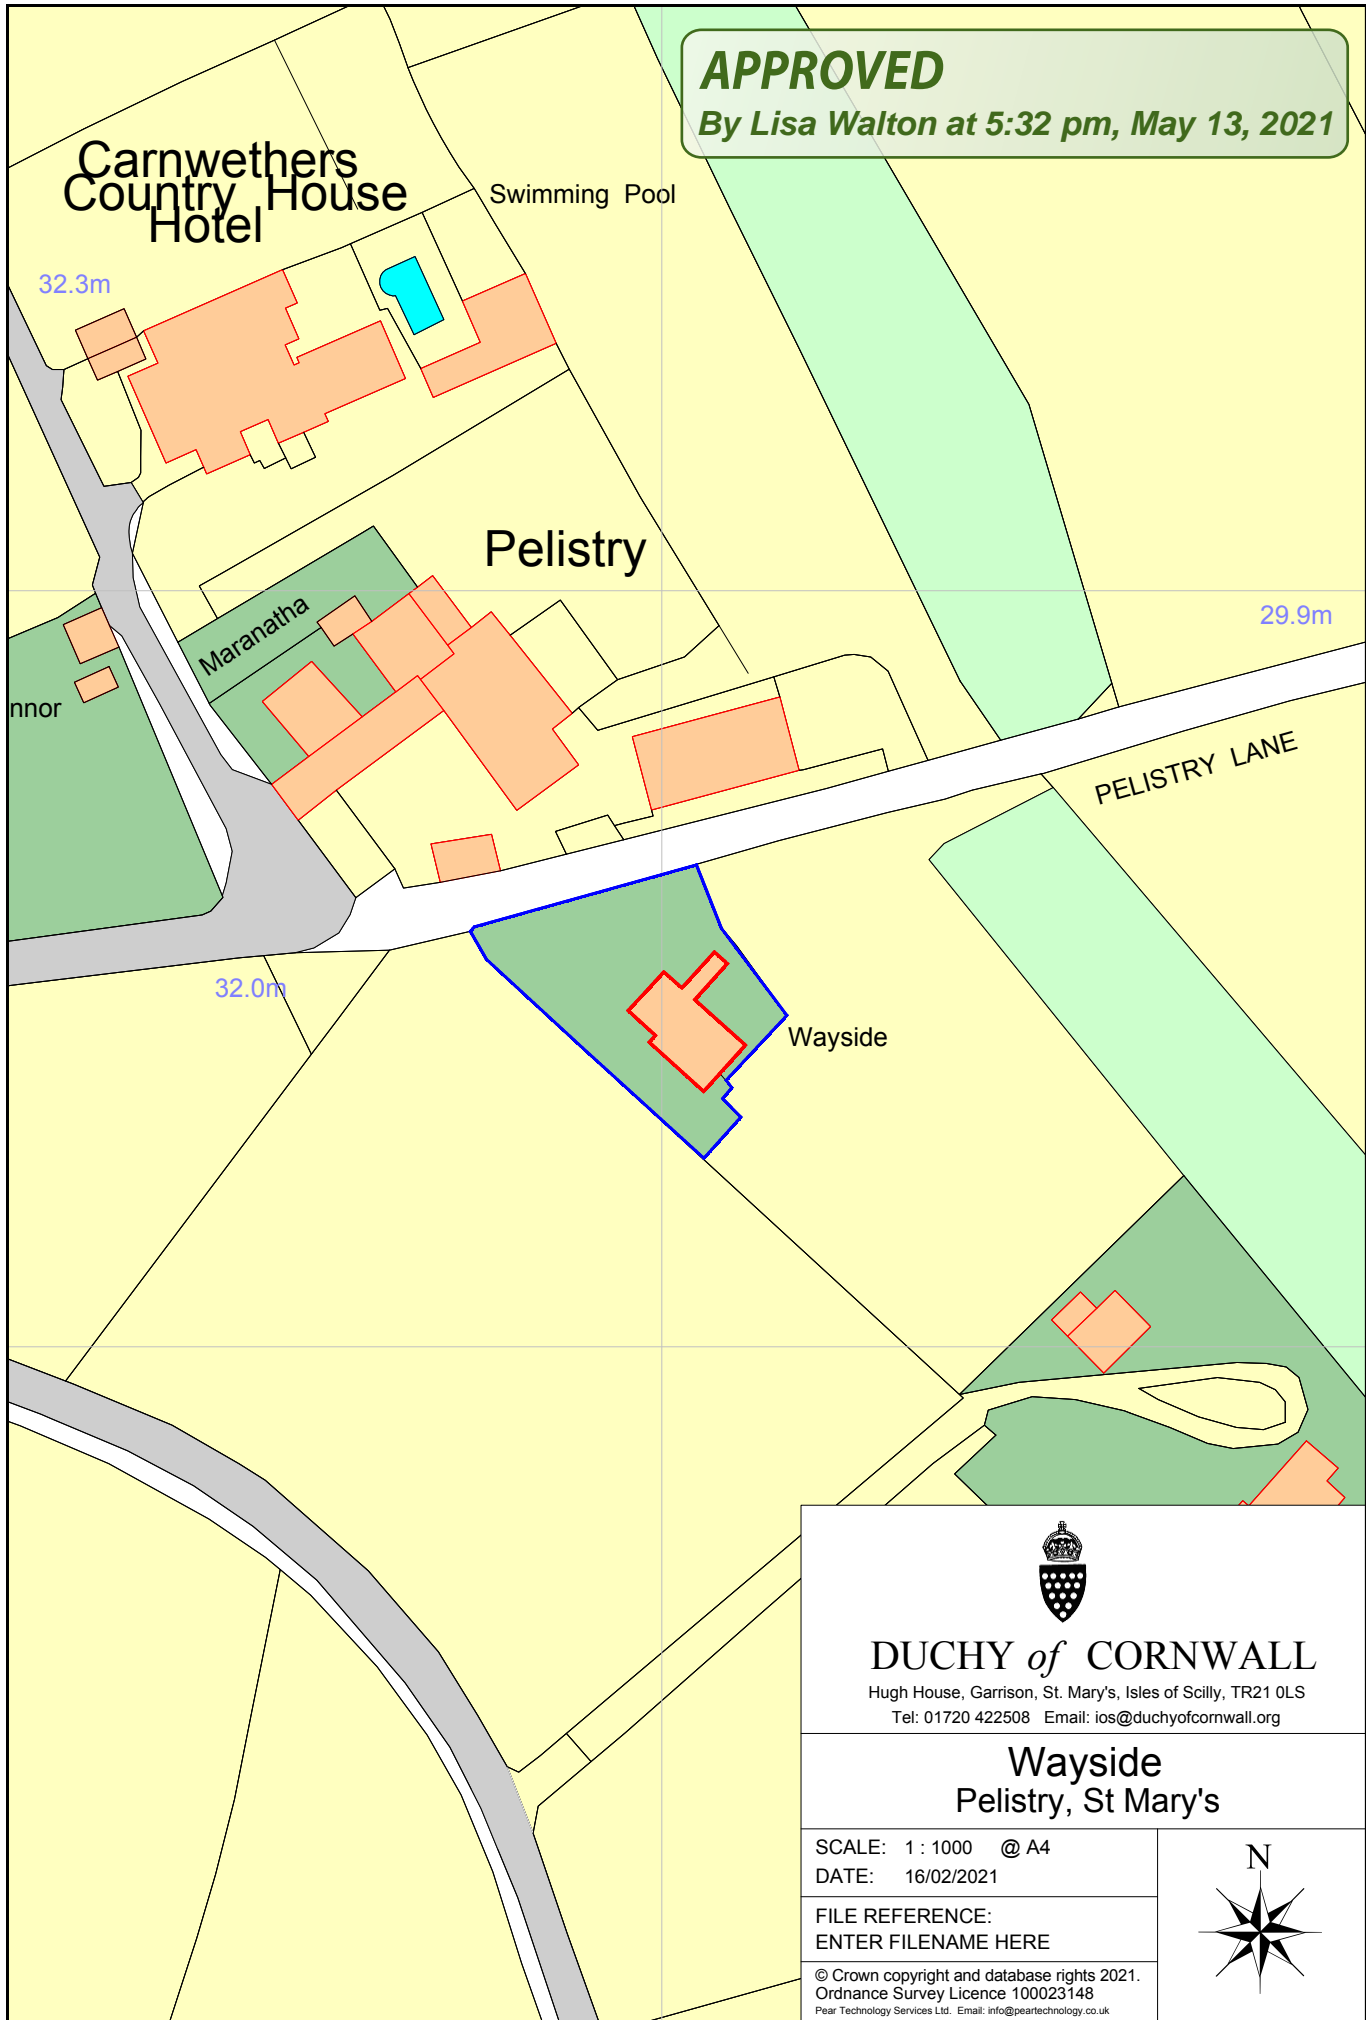 APPROVED
By Lisa Walton at 5:32 pm, May 13, 2021
Carnwethers
Country House
Hotel
Swimming Pool
32.3m
Pelistry
Maranatha
29.9m
nnor
PELISTRY LANE
32.0m
Wayside
DUCHY of CORNWALL
Hugh House, Garrison, St. Mary's, Isles of Scilly, TR21 0LS
Tel: 01720 422508 Email: ios@duchyofcornwall.org
Wayside
Pelistry, St Mary's
SCALE: 1 : 1000 @ A4
DATE: 16/02/2021
N
FILE REFERENCE:
ENTER FILENAME HERE
© Crown copyright and database rights 2021.
Ordnance Survey Licence 100023148
Pear Technology Services Ltd. Email: info@peartechnology.co.uk